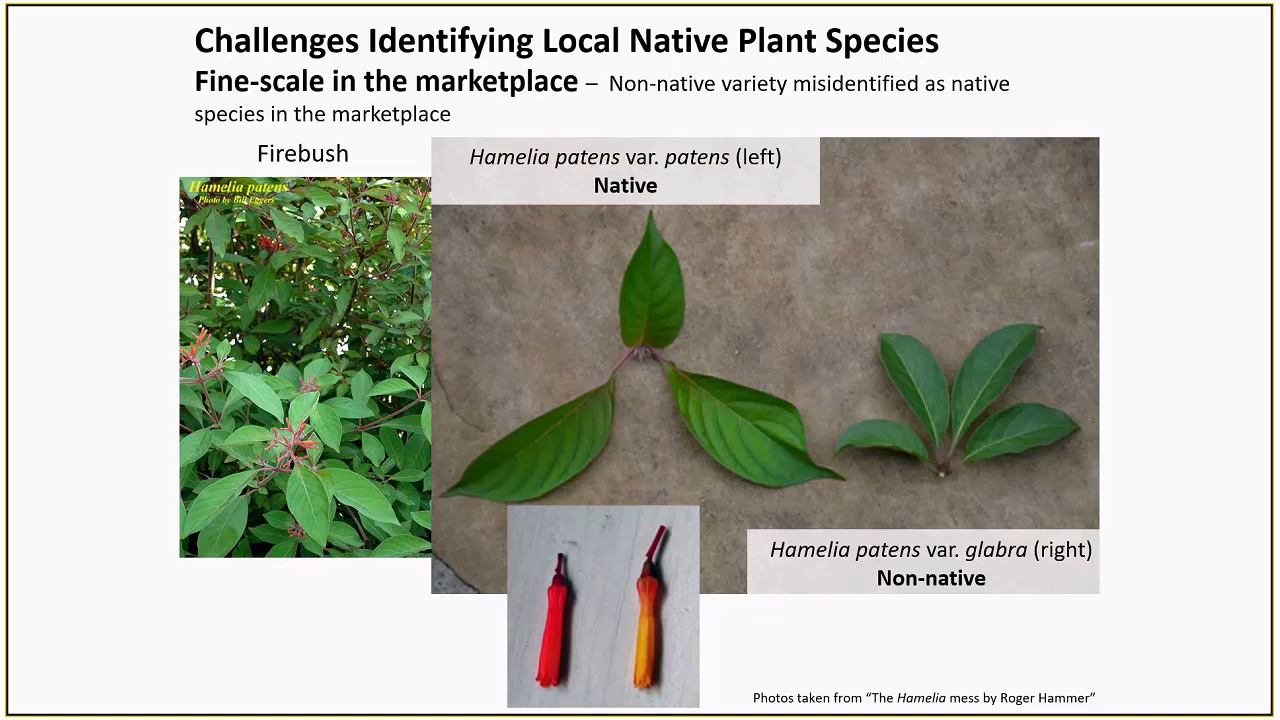 Challenges Identifying Local Native Plant Species
Fine-scale in the marketplace – Non-native variety misidentified as native
species in the marketplace
Firebush
Hamelia patens
Photo by Bill Eggers
Hamelia patens var. patens (left)
Native
Hamelia patens var. glabra (right)
Non-native
Photos taken from “The Hamelia mess by Roger Hammer”